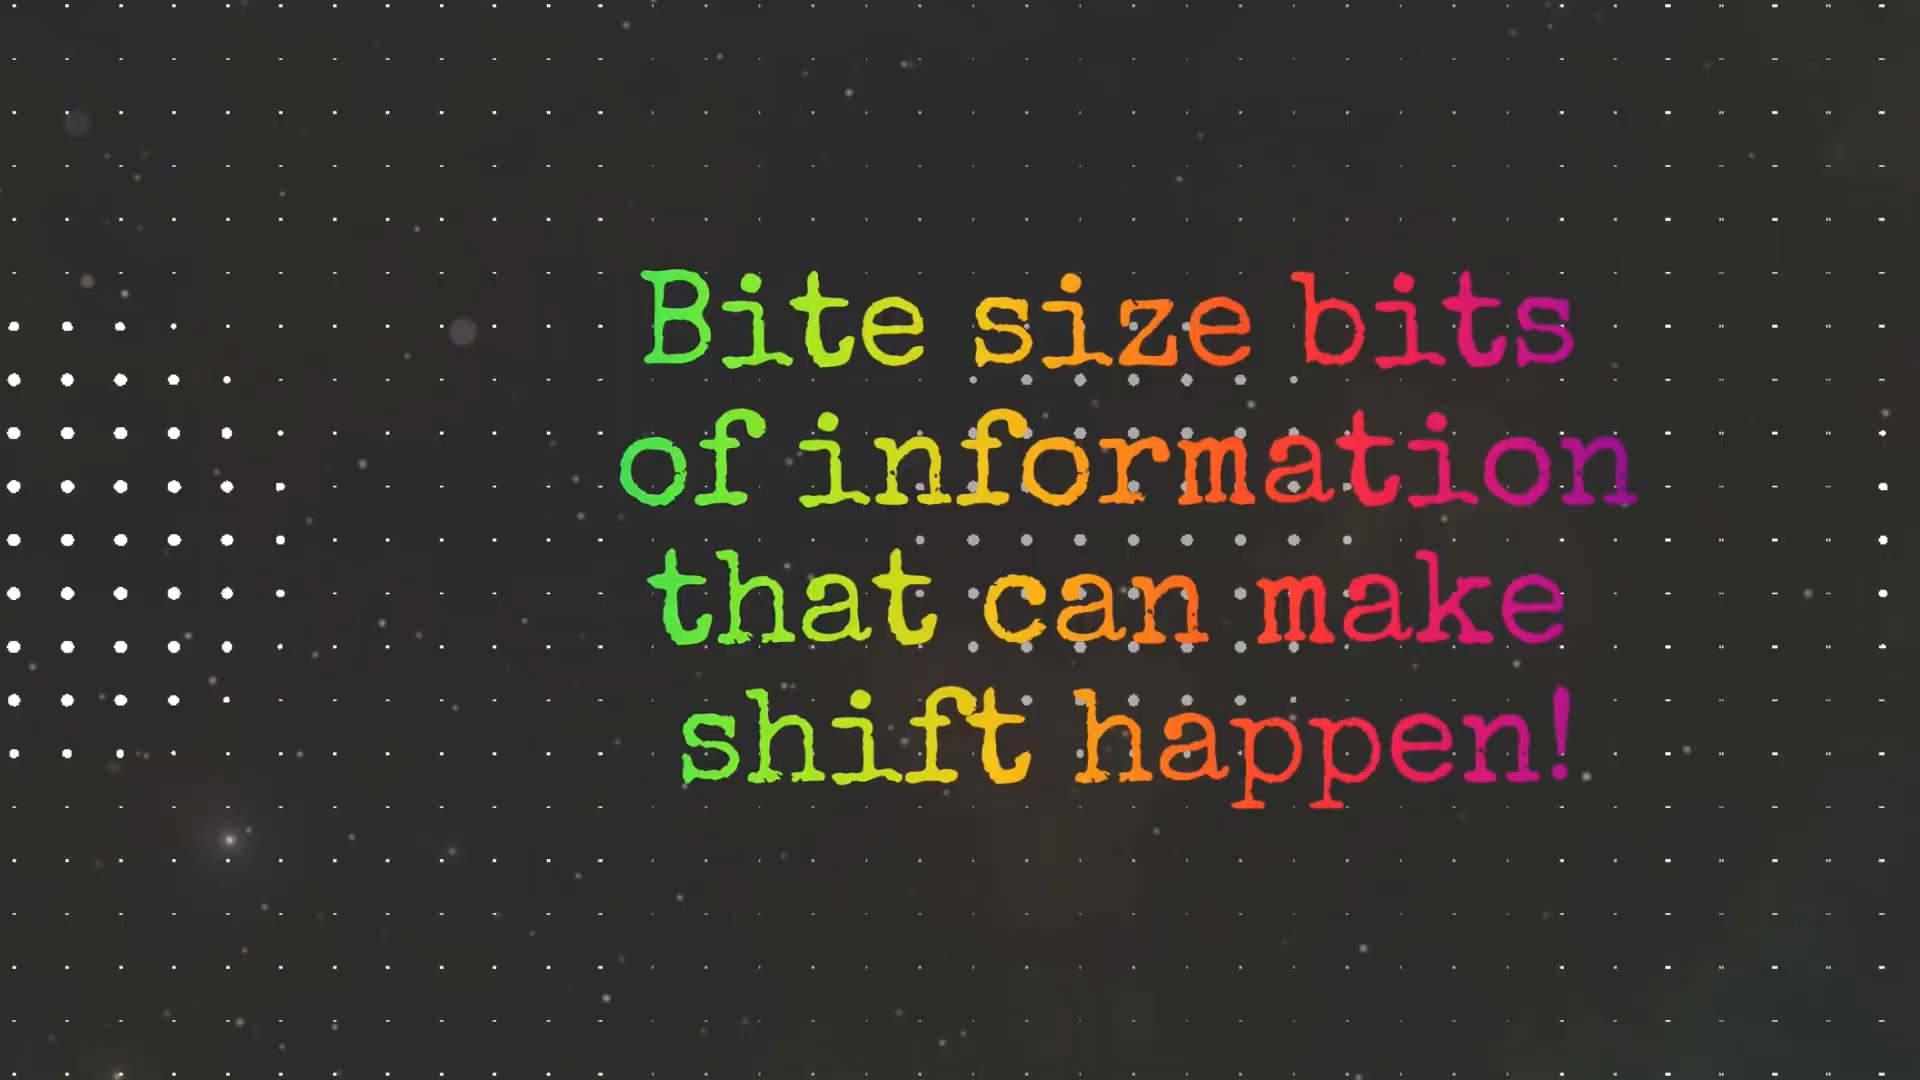 Bite size bits
of information
that can make
shift happen!